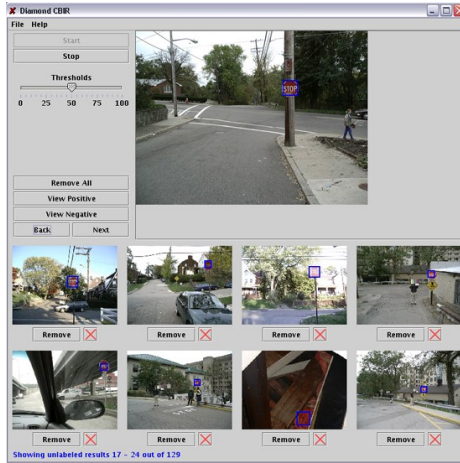 Diamond CBIR
File Help
Start
Stop
Thresholds
0 25 50 75 100
Remove All
View Positive
View Negative
Back Next
STOP
Remove Remove Remove Remove
Remove Remove Remove Remove
Showing unlabeled results 17 - 24 out of 129